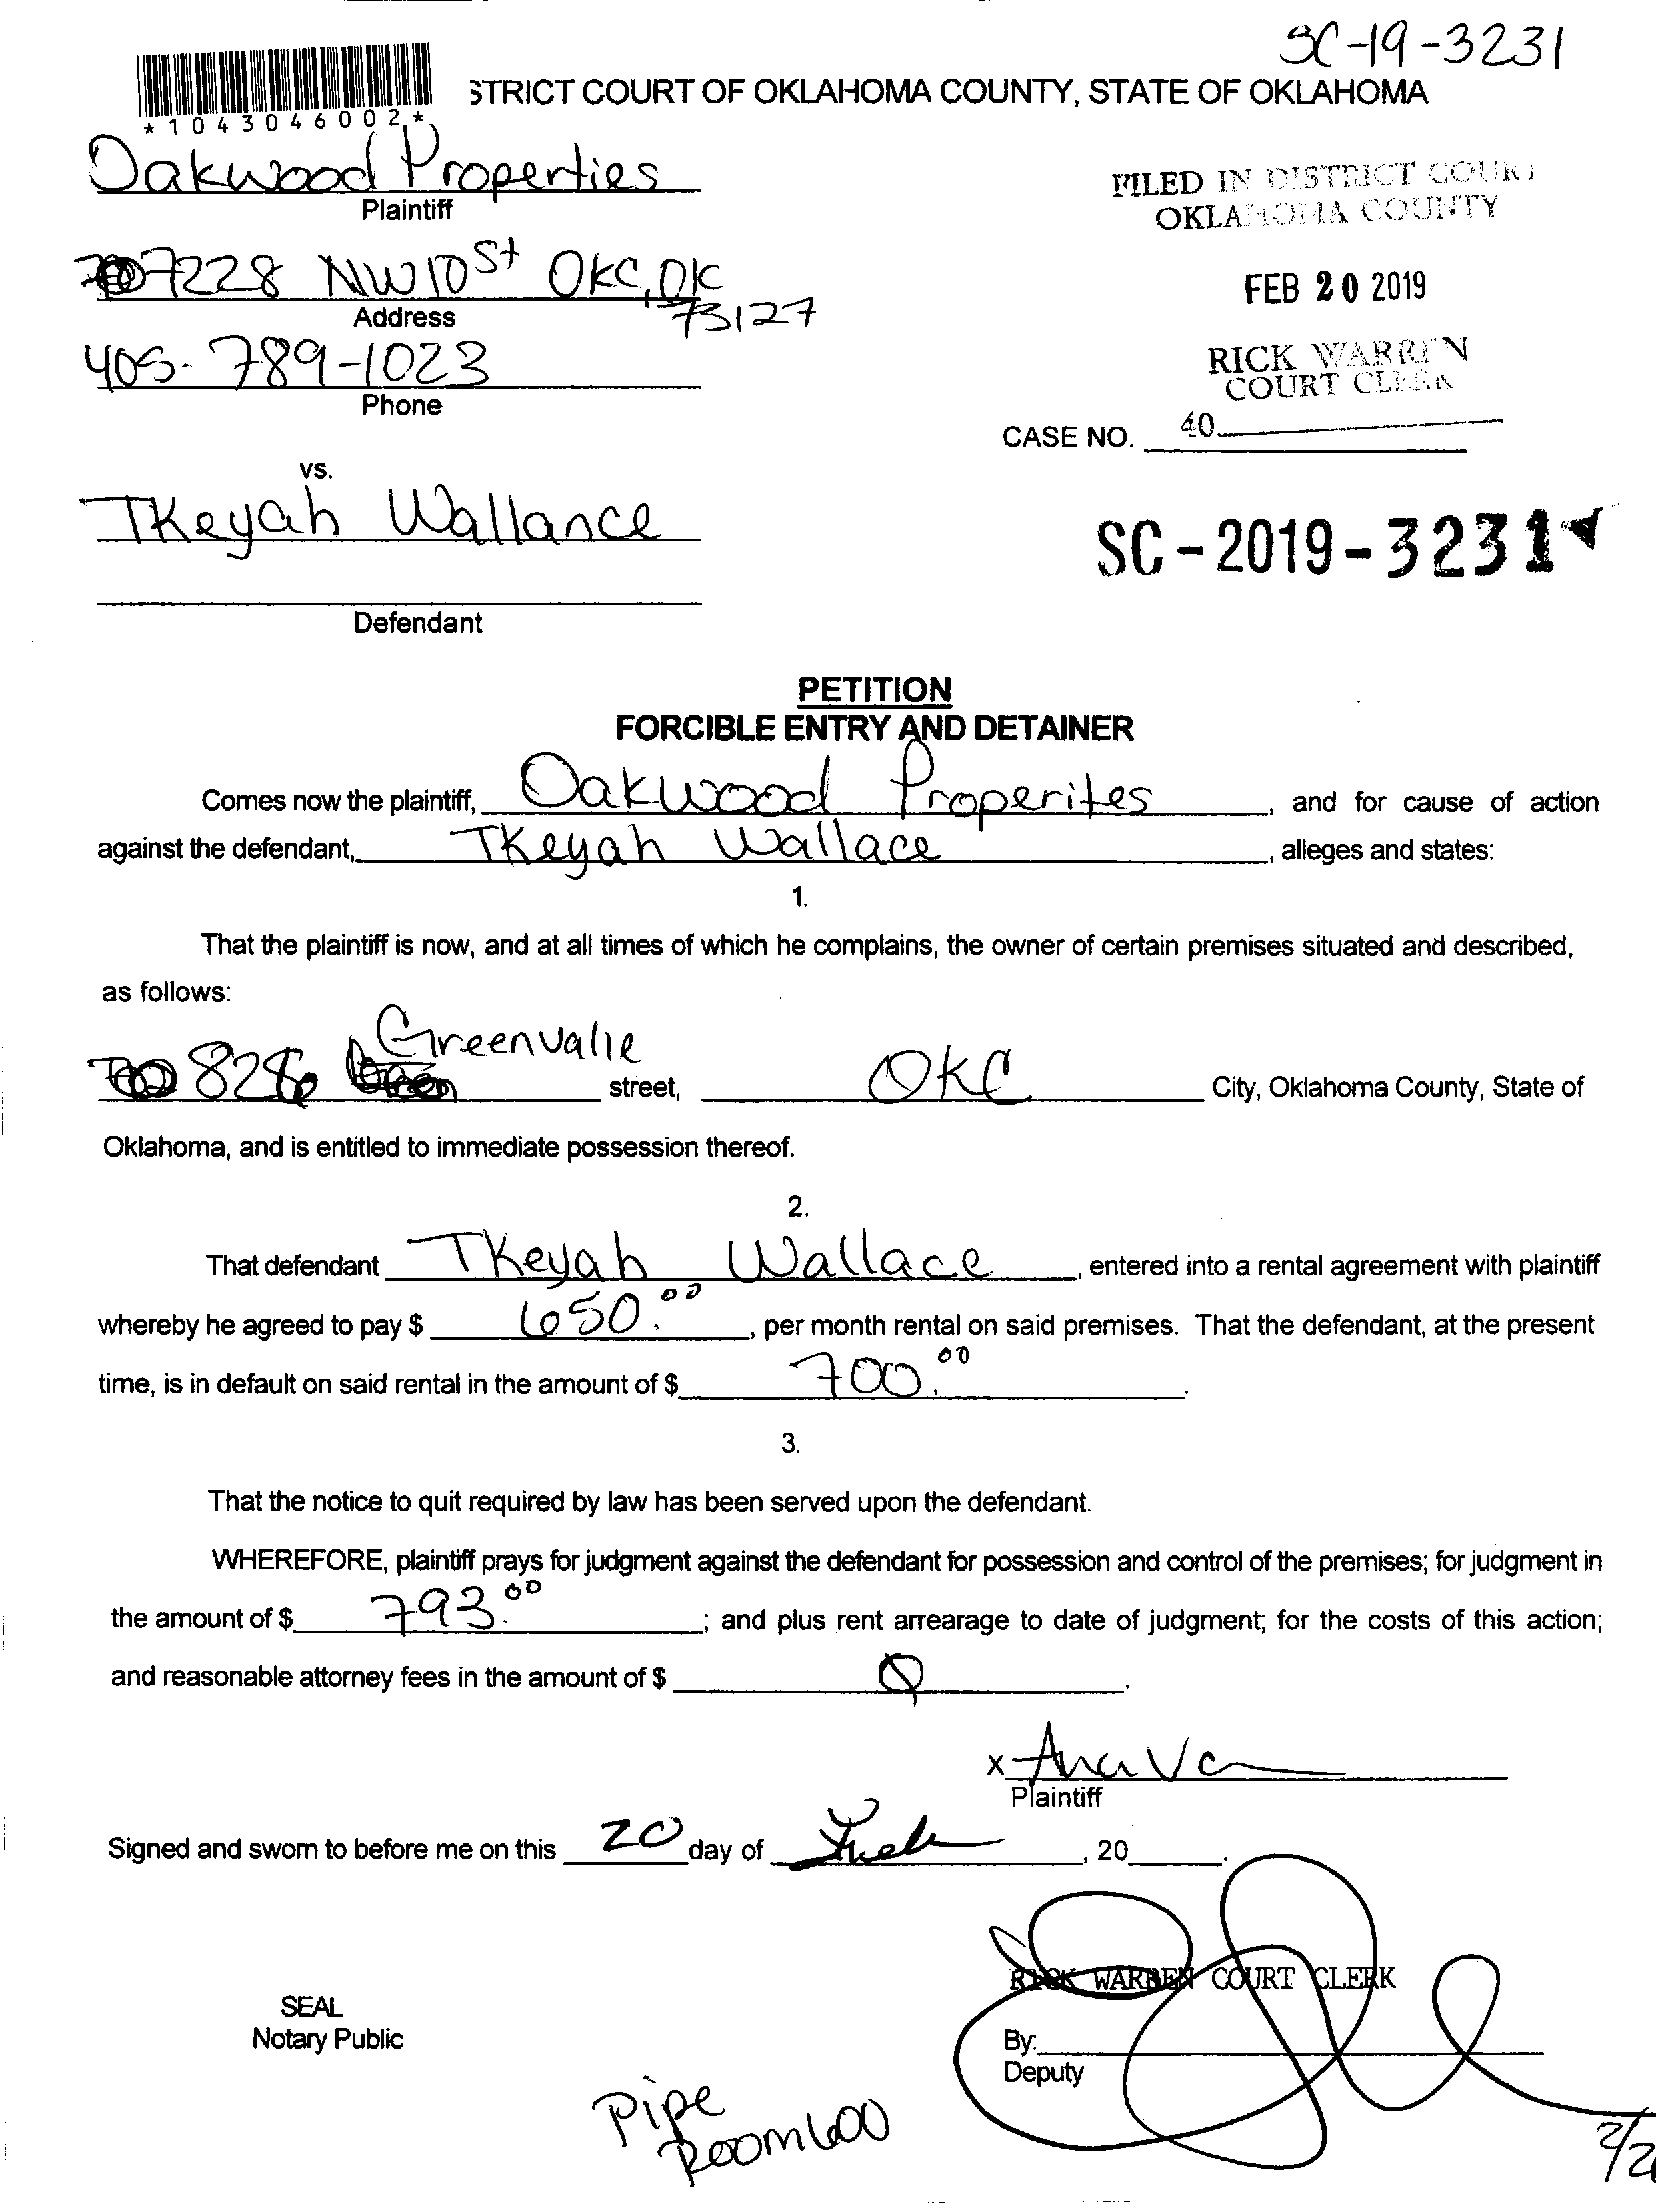 SC-19-3231
STRICT COURT OF OKLAHOMA COUNTY, STATE OF OKLAHOMA
*1043046002*
Oakwood Properties
Plaintiff
FILED IN DISTRICT COURT
OKLAHOMA COUNTY
7228 NW 10 St OKC, OK
73127
Address
FEB 20 2019
405-789-1023
Phone
RICK WARREN
COURT CLERK
40
CASE NO.
vs.
TKeyah Wallance
SC-2019-3231
Defendant
PETITION
FORCIBLE ENTRY AND DETAINER
Comes now the plaintiff, Oakwood Properites, and for cause of action
against the defendant, TKeyah Wallace, alleges and states:
1.
That the plaintiff is now, and at all times of which he complains, the owner of certain premises situated and described,
as follows:
826 Greenvalie street, OKC City, Oklahoma County, State of
Oklahoma, and is entitled to immediate possession thereof.
2.
That defendant TKeyah Wallace, entered into a rental agreement with plaintiff
whereby he agreed to pay $ 650.00, per month rental on said premises. That the defendant, at the present
time, is in default on said rental in the amount of $ 700.00.
3.
That the notice to quit required by law has been served upon the defendant.
WHEREFORE, plaintiff prays for judgment against the defendant for possession and control of the premises; for judgment in
the amount of $ 793.00; and plus rent arrearage to date of judgment; for the costs of this action;
and reasonable attorney fees in the amount of $ 0.
x Ana Va
Plaintiff
Signed and sworn to before me on this 20 day of Feb, 20.
RICK WARREN COURT CLERK
SEAL
Notary Public
By:
Deputy
Pipe
Room 600
2/2